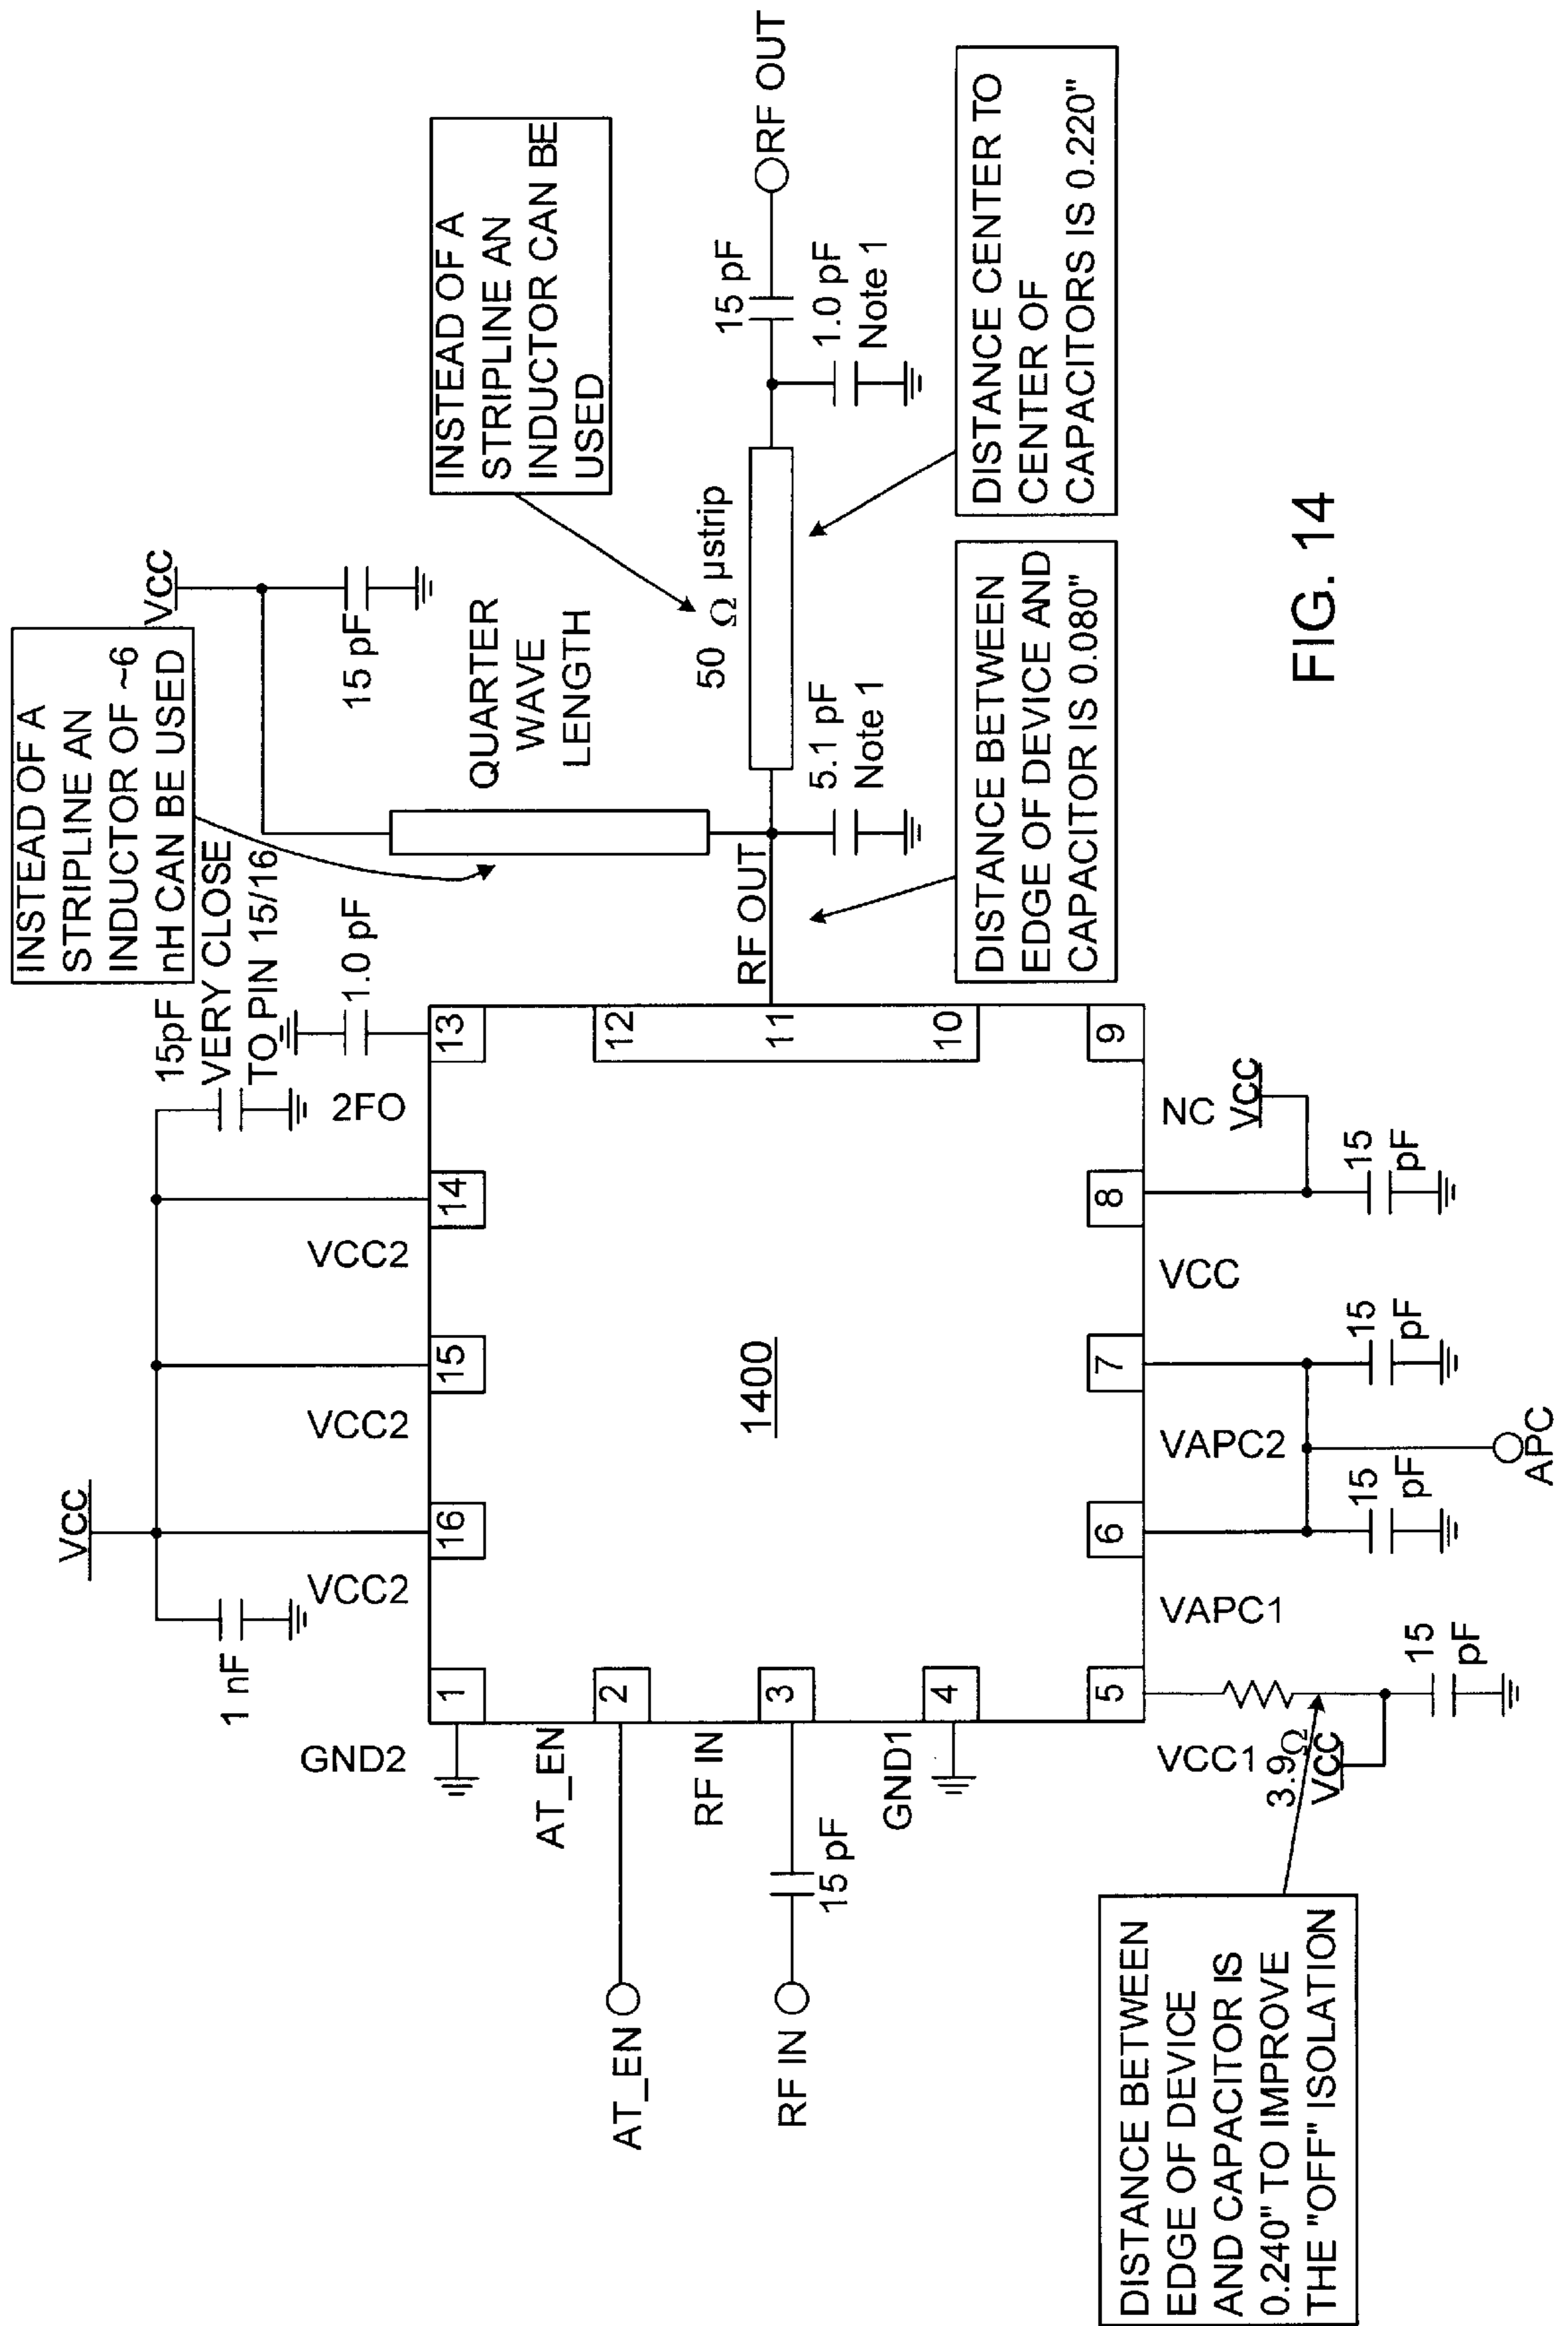 INSTEAD OF A
STRIPLINE AN
INDUCTOR OF ~6
nH CAN BE USED
15pF
VERY CLOSE
TO PIN 15/16
VCC
1 nF
1.0 pF
VCC
15 pF
QUARTER
WAVE
LENGTH
INSTEAD OF A
STRIPLINE AN
INDUCTOR CAN BE
USED
GND2
VCC2
VCC2
VCC2
2FO
1
16
15
14
13
AT_EN
AT_EN
2
12
RF IN
RF IN
15 pF
3
1400
11
RF OUT
50 Ω µstrip
5.1 pF
Note 1
15 pF
1.0 pF
Note 1
RF OUT
GND1
4
10
5
6
7
8
9
VCC1
VAPC1
VAPC2
VCC
NC
3.9Ω
VCC
15
pF
15
pF
15
pF
APC
VCC
15
pF
DISTANCE BETWEEN
EDGE OF DEVICE AND
CAPACITOR IS 0.080"
DISTANCE CENTER TO
CENTER OF
CAPACITORS IS 0.220"
DISTANCE BETWEEN
EDGE OF DEVICE
AND CAPACITOR IS
0.240" TO IMPROVE
THE "OFF" ISOLATION
FIG. 14